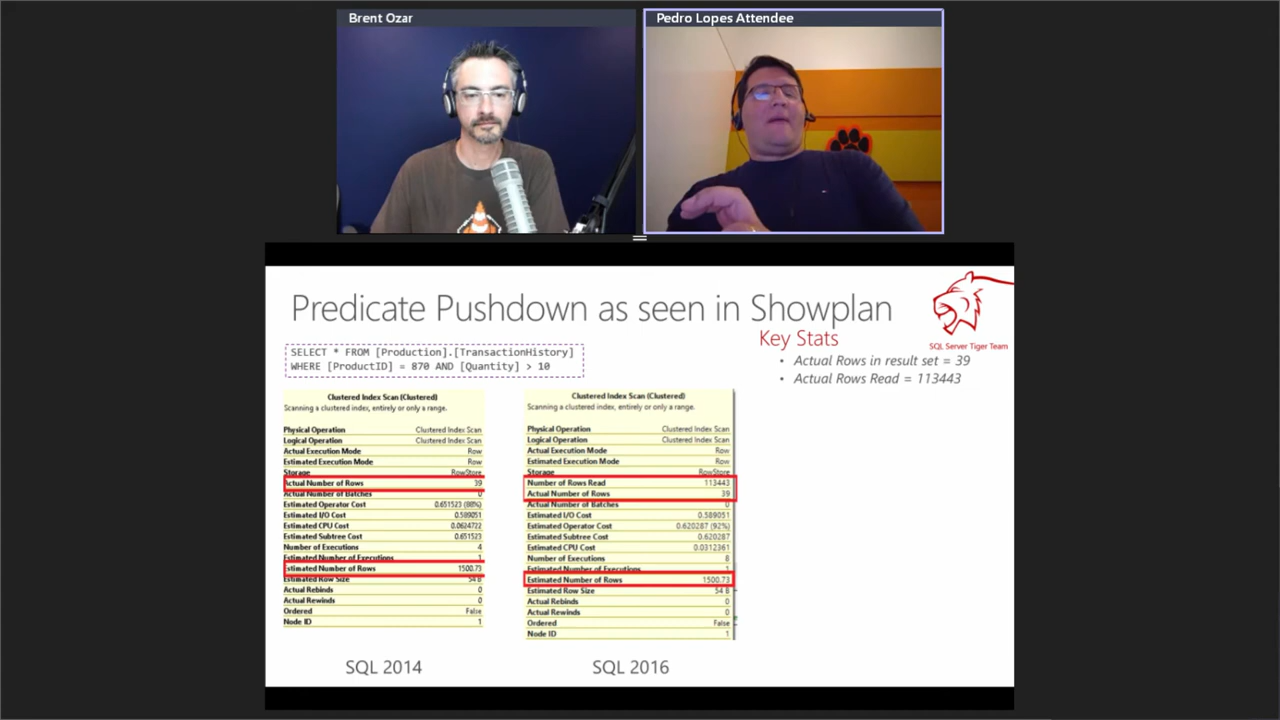 Brent Ozar
Pedro Lopes Attendee
Predicate Pushdown as seen in Showplan
SQL Server Tiger Team
SELECT * FROM [Production].[TransactionHistory]
WHERE [ProductID] = 870 AND [Quantity] > 10
Key Stats
• Actual Rows in result set = 39
• Actual Rows Read = 113443
Clustered Index Scan (Clustered)
Scanning a clustered index, entirely or only a range.
Physical Operation Clustered Index Scan
Logical Operation Clustered Index Scan
Actual Execution Mode Row
Estimated Execution Mode Row
Storage RowStore
Actual Number of Rows 39
Actual Number of Batches 0
Estimated Operator Cost 0.651523 (88%)
Estimated I/O Cost 0.589051
Estimated CPU Cost 0.0624722
Estimated Subtree Cost 0.651523
Number of Executions 4
Estimated Number of Executions 1
Estimated Number of Rows 1500.73
Estimated Row Size 54 B
Actual Rebinds 0
Actual Rewinds 0
Ordered False
Node ID 1
SQL 2014
Clustered Index Scan (Clustered)
Scanning a clustered index, entirely or only a range.
Physical Operation Clustered Index Scan
Logical Operation Clustered Index Scan
Actual Execution Mode Row
Estimated Execution Mode Row
Storage RowStore
Number of Rows Read 113443
Actual Number of Rows 39
Actual Number of Batches 0
Estimated I/O Cost 0.589051
Estimated Operator Cost 0.620287 (92%)
Estimated Subtree Cost 0.620287
Estimated CPU Cost 0.0312361
Number of Executions 8
Estimated Number of Executions 1
Estimated Number of Rows 1500.73
Estimated Row Size 54 B
Actual Rebinds 0
Actual Rewinds 0
Ordered False
Node ID 1
SQL 2016